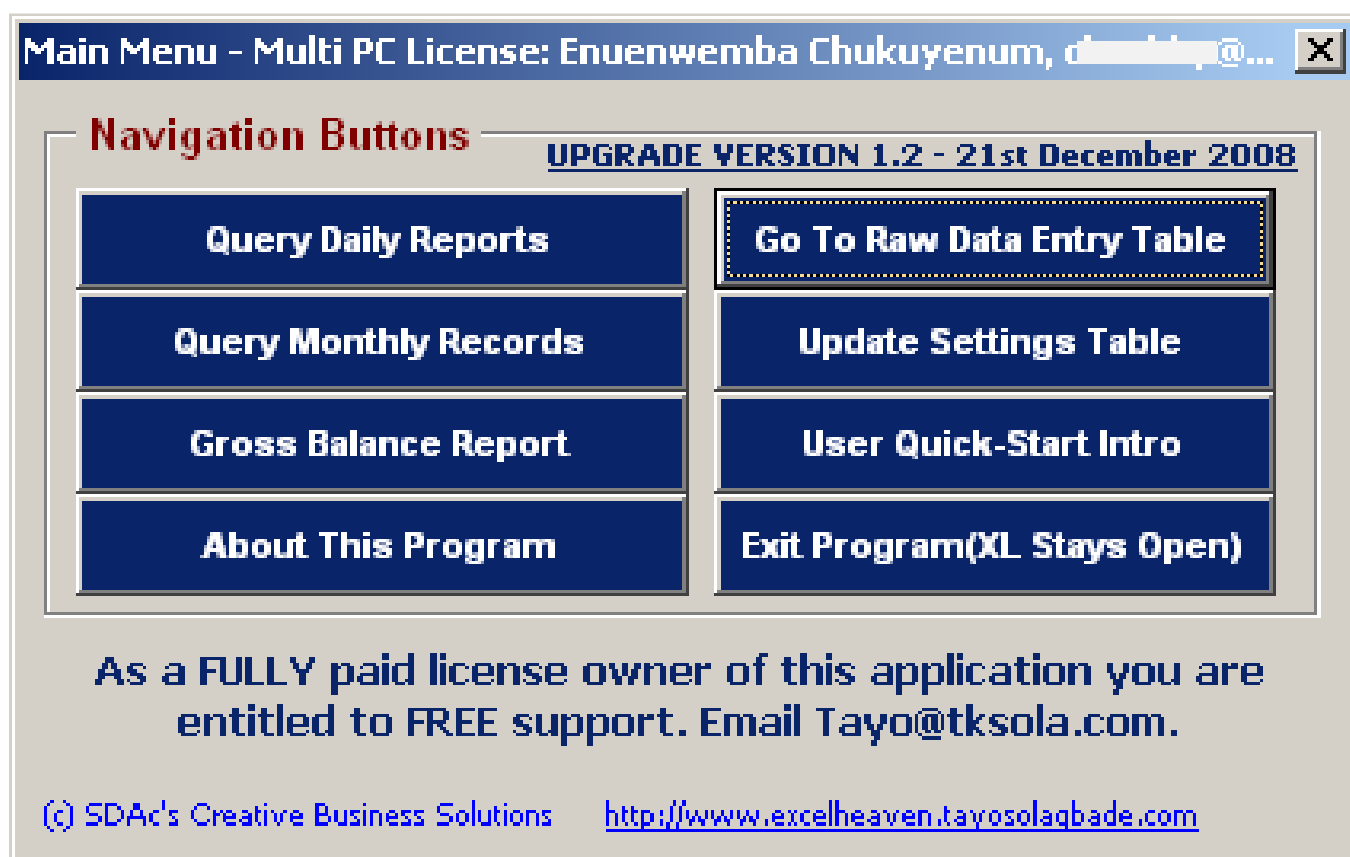 Main Menu - Multi PC License: Enuenwemba Chukuyenum, @...
Navigation Buttons
UPGRADE VERSION 1.2 - 21st December 2008
Query Daily Reports
Go To Raw Data Entry Table
Query Monthly Records
Update Settings Table
Gross Balance Report
User Quick-Start Intro
About This Program
Exit Program(XL Stays Open)
As a FULLY paid license owner of this application you are
entitled to FREE support. Email Tayo@tksola.com.
(c) SDAc's Creative Business Solutions http://www.excelheaven.tayosolagbade.com